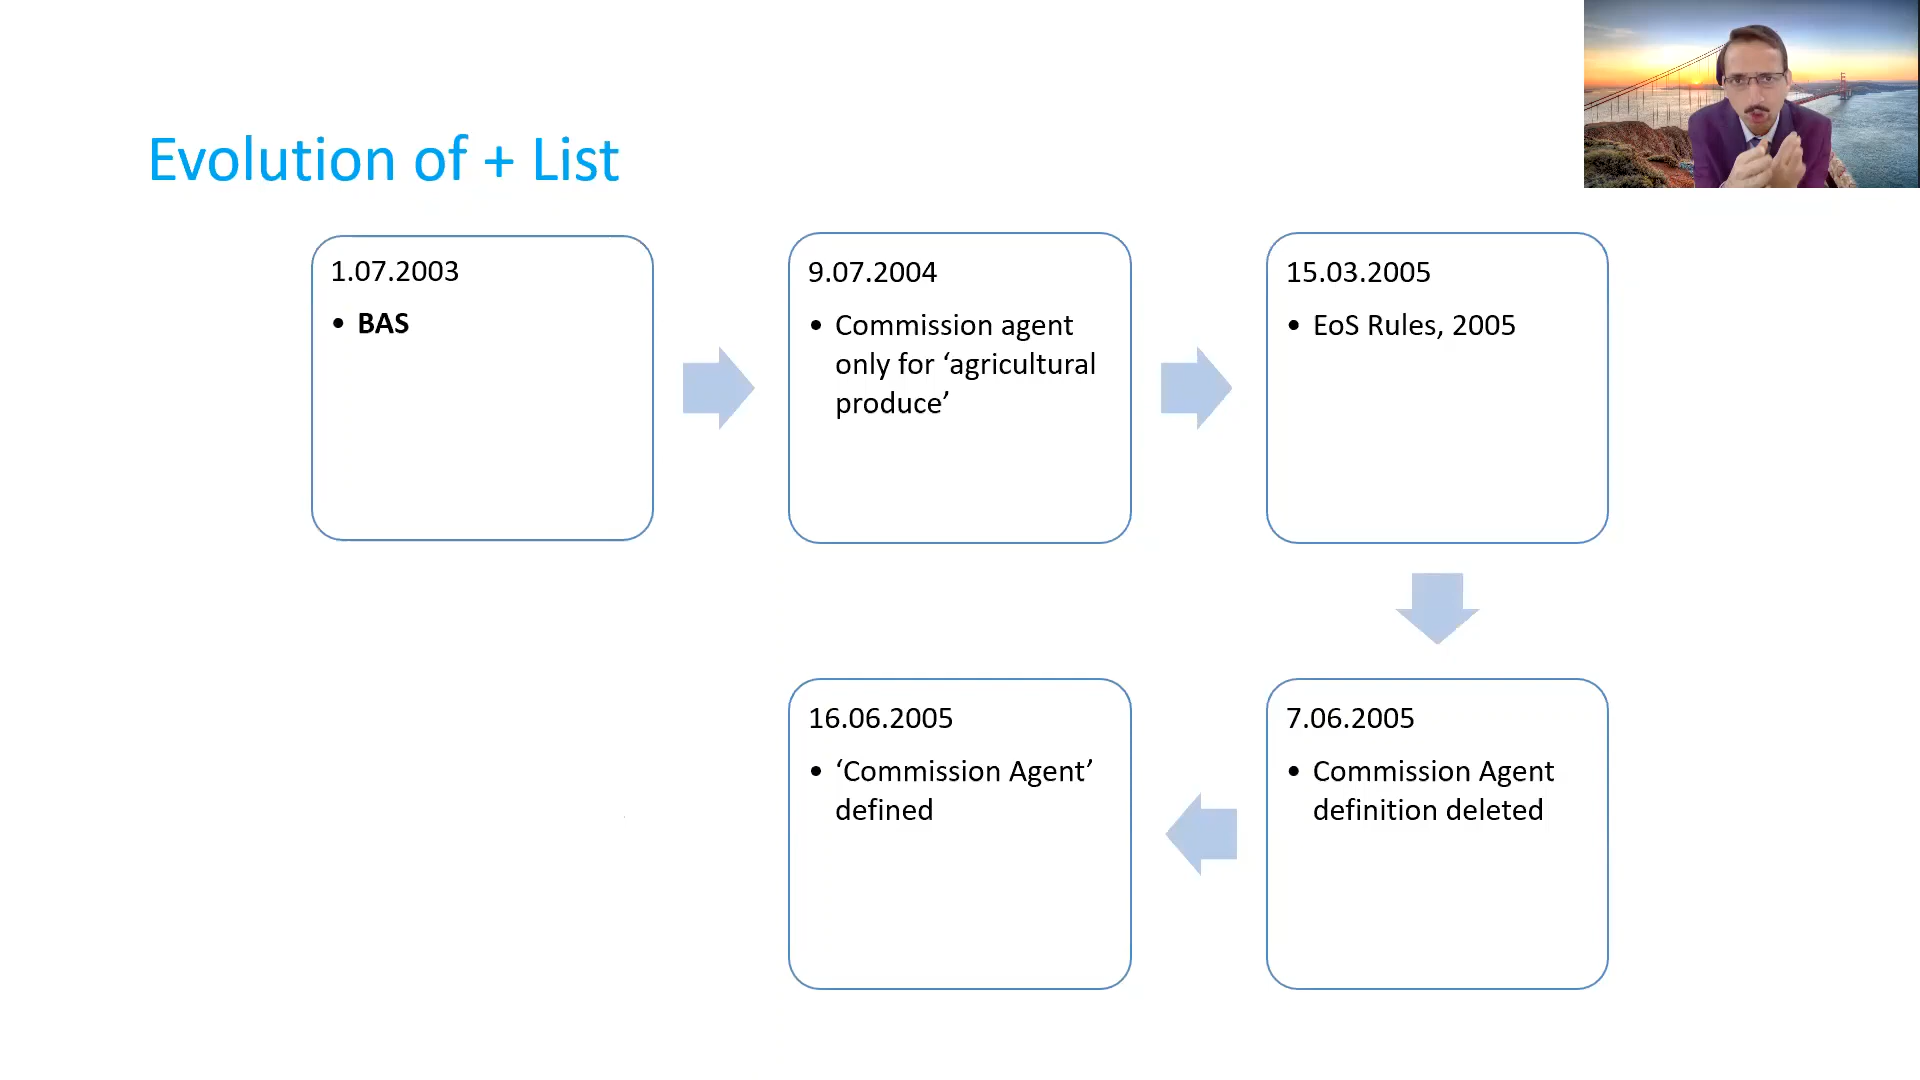 Evolution of + List
1.07.2003
• BAS
9.07.2004
• Commission agent
only for ‘agricultural
produce’
15.03.2005
• EoS Rules, 2005
7.06.2005
• Commission Agent
definition deleted
16.06.2005
• ‘Commission Agent’
defined